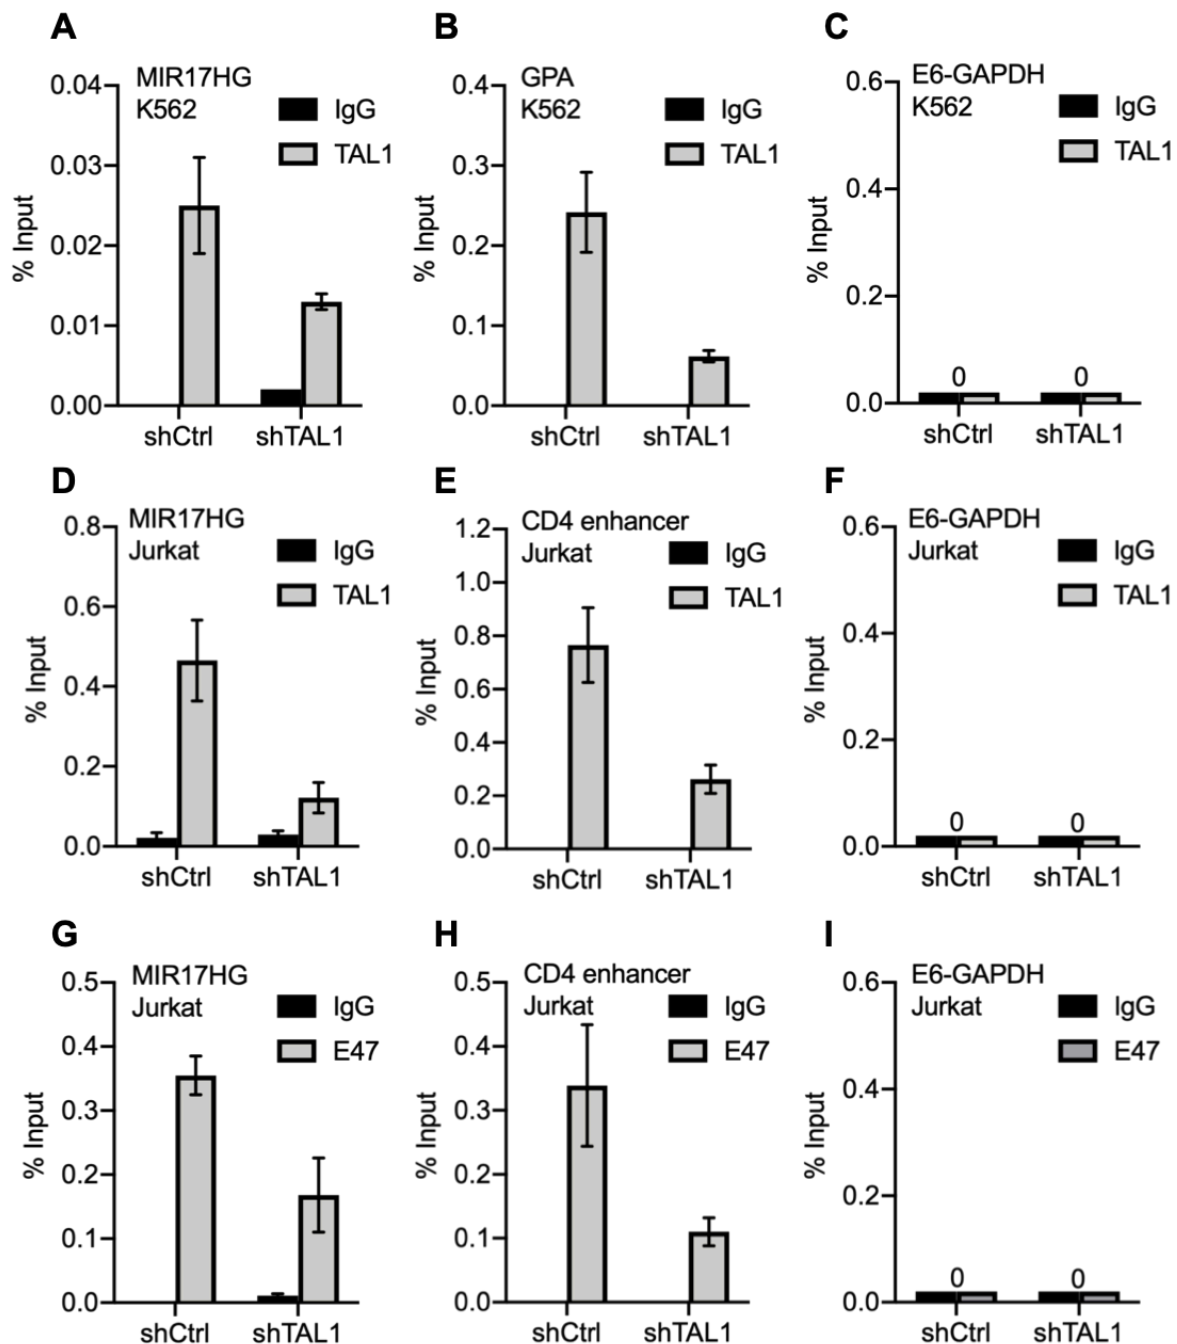 A
MIR17HG
K562
IgG
TAL1
% Input
0.04
0.03
0.02
0.01
0.00
shCtrl shTAL1
B
GPA
K562
IgG
TAL1
% Input
0.4
0.3
0.2
0.1
0.0
shCtrl shTAL1
C
E6-GAPDH
K562
IgG
TAL1
% Input
0.6
0.4
0.2
0.0
0 0
shCtrl shTAL1
D
MIR17HG
Jurkat
IgG
TAL1
% Input
0.8
0.6
0.4
0.2
0.0
shCtrl shTAL1
E
CD4 enhancer
Jurkat
IgG
TAL1
% Input
1.2
1.0
0.8
0.6
0.4
0.2
0.0
shCtrl shTAL1
F
E6-GAPDH
Jurkat
IgG
TAL1
% Input
0.6
0.4
0.2
0.0
0 0
shCtrl shTAL1
G
MIR17HG
Jurkat
IgG
E47
% Input
0.5
0.4
0.3
0.2
0.1
0.0
shCtrl shTAL1
H
CD4 enhancer
Jurkat
IgG
E47
% Input
0.5
0.4
0.3
0.2
0.1
0.0
shCtrl shTAL1
I
E6-GAPDH
Jurkat
IgG
E47
% Input
0.6
0.4
0.2
0.0
0 0
shCtrl shTAL1